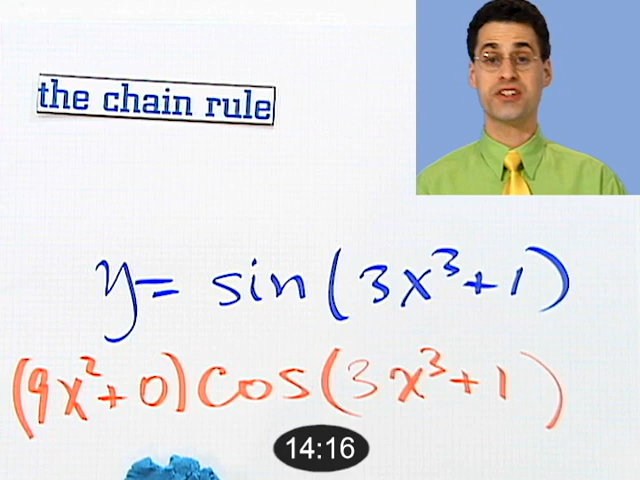 the chain rule
y= sin(3x³+1)
(9x²+0)cos(3x³+1)
14:16